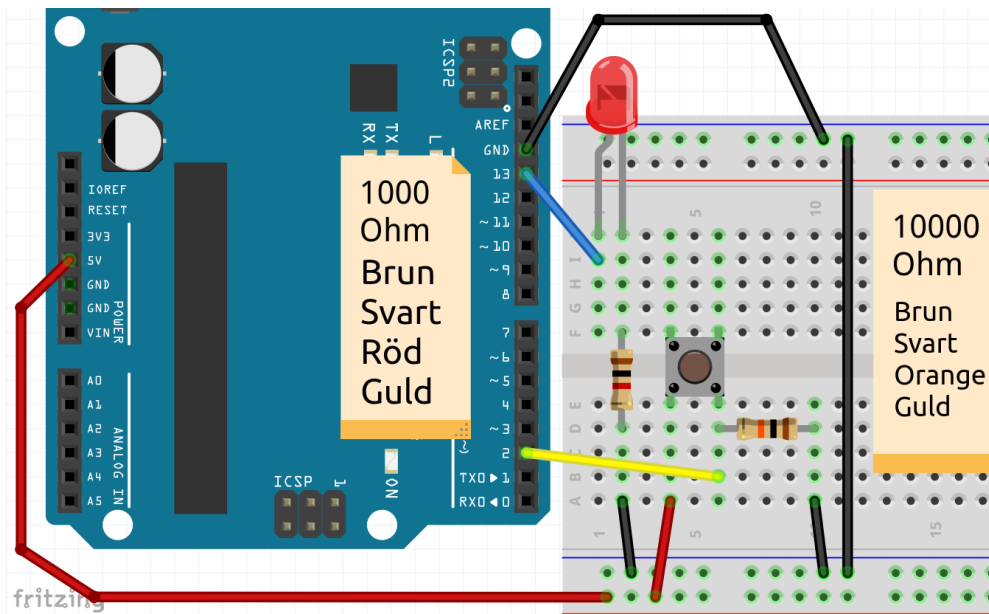 ICSP2
AREF
GND
13
12
~11
~10
~9
8
7
~6
~5
4
~3
2
TX0▶1
RX0◀0
RX
TX
L
IOREF
RESET
3V3
5V
GND
GND
VIN
POWER
A0
A1
A2
A3
A4
A5
ANALOG IN
ICSP
1
ON
1000
Ohm
Brun
Svart
Röd
Guld
10000
Ohm
Brun
Svart
Orange
Guld
5
10
I
H
G
F
E
D
B
A
1
5
15
fritzing